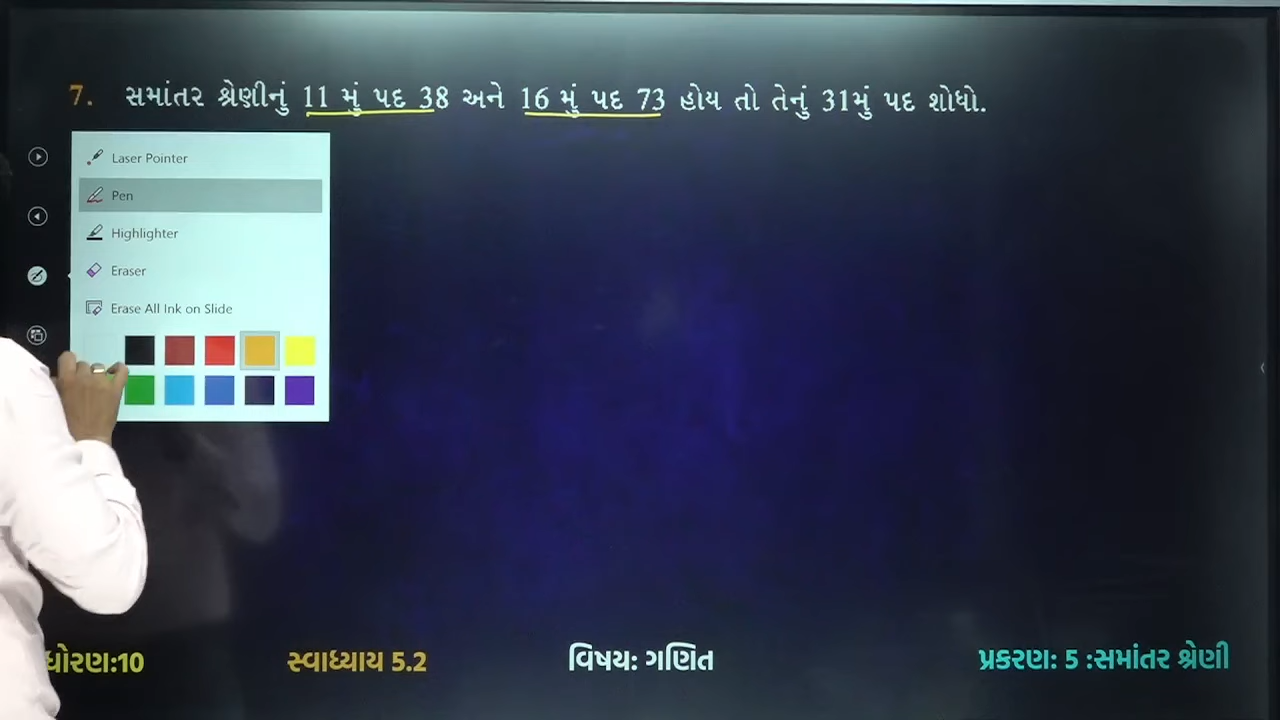 7. સમાંતર શ્રેણીનું 11 મું પદ 38 અને 16 મું પદ 73 હોય તો તેનું 31મું પદ શોધો.
Laser Pointer
Pen
Highlighter
Eraser
Erase All Ink on Slide
ધોરણ:10 સ્વાધ્યાય 5.2 વિષય: ગણિત પ્રકરણ: 5 :સમાંતર શ્રેણી